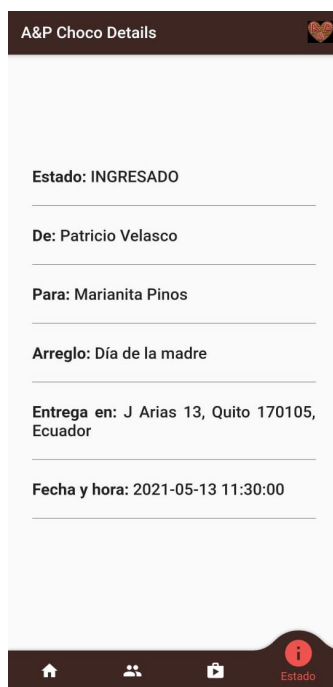 A&P Choco Details
Estado: INGRESADO
De: Patricio Velasco
Para: Marianita Pinos
Arreglo: Día de la madre
Entrega en: J Arias 13, Quito 170105,
Ecuador
Fecha y hora: 2021-05-13 11:30:00
Estado